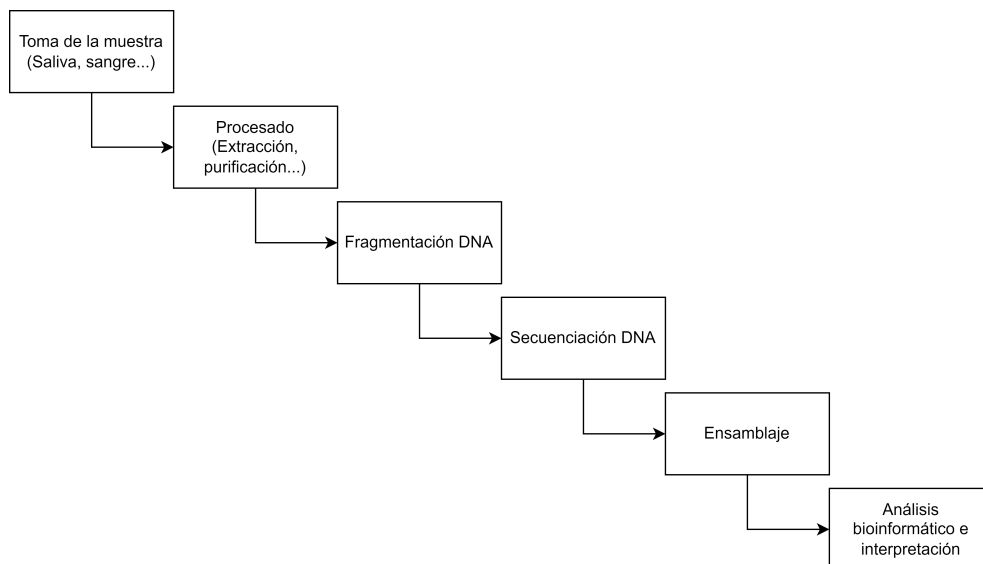 Toma de la muestra
(Saliva, sangre...)
Procesado
(Extracción,
purificación...)
Fragmentación DNA
Secuenciación DNA
Ensamblaje
Análisis
bioinformático e
interpretación